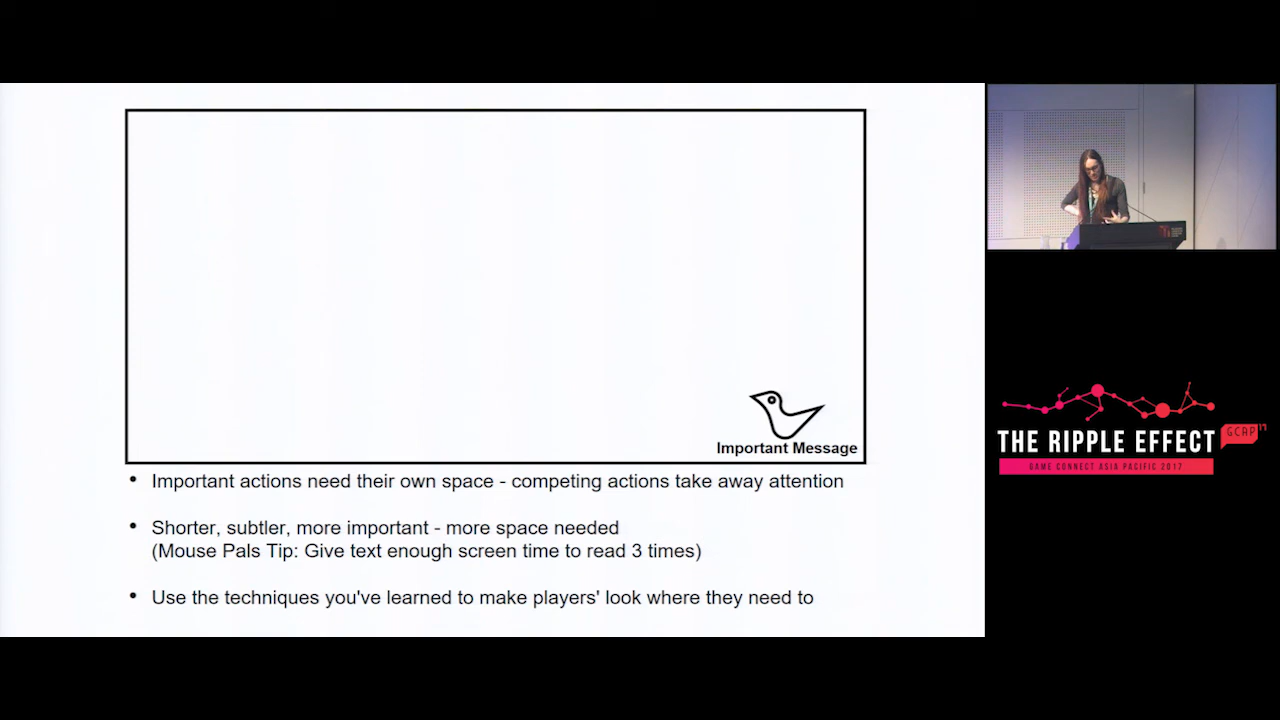 Important Message
• Important actions need their own space - competing actions take away attention
• Shorter, subtler, more important - more space needed
(Mouse Pals Tip: Give text enough screen time to read 3 times)
• Use the techniques you've learned to make players' look where they need to
THE RIPPLE EFFECT
GCAP 17
GAME CONNECT ASIA PACIFIC 2017